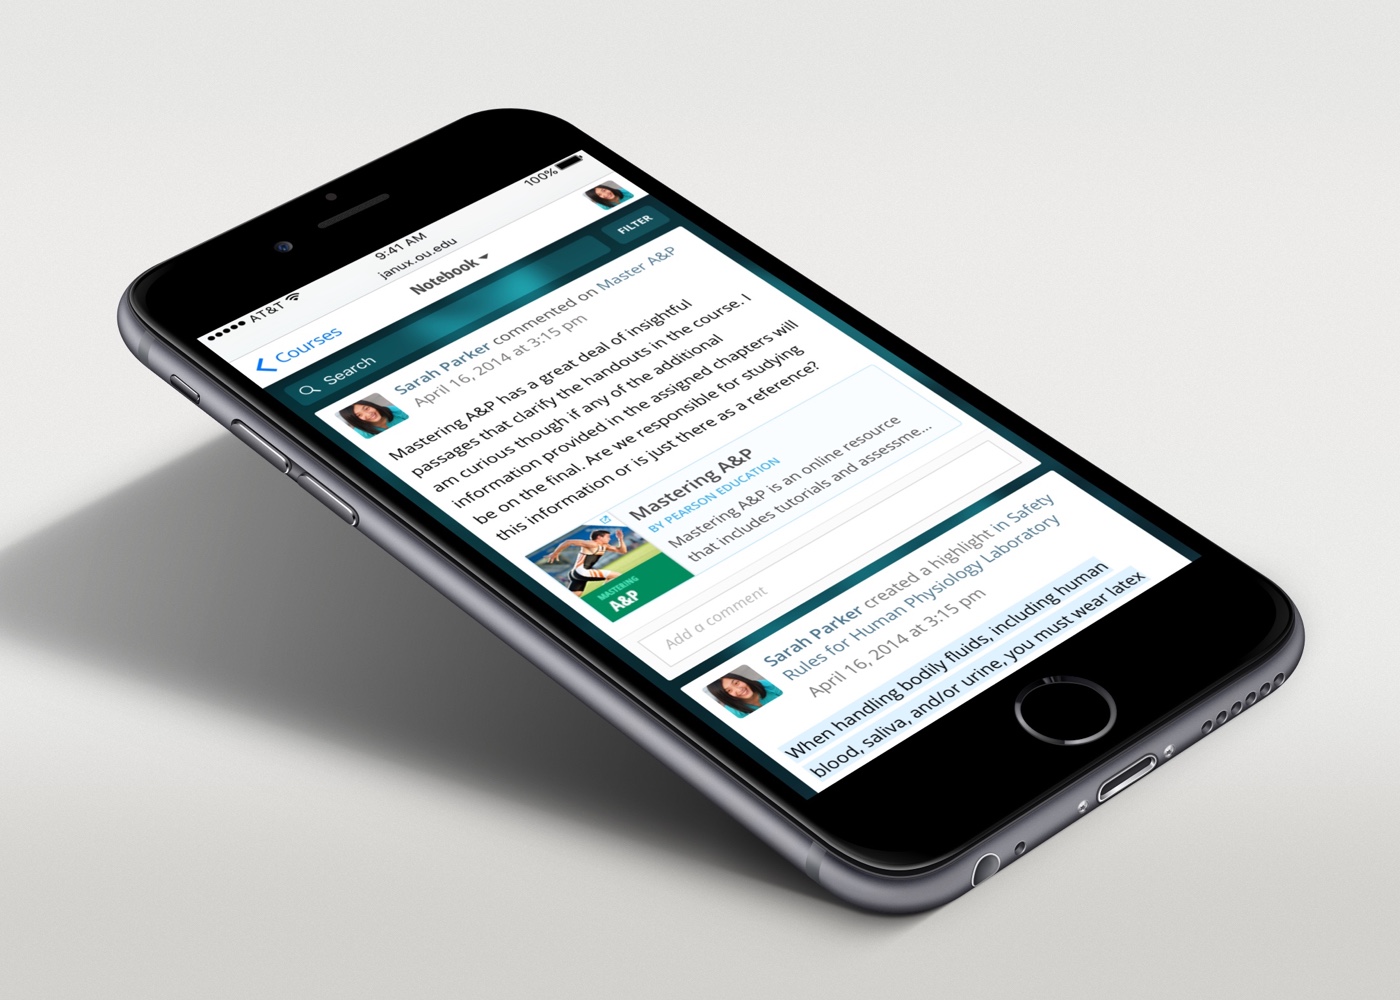 AT&T 9:41 AM 100%
janux.ou.edu
Courses Notebook
Search FILTER
Sarah Parker commented on Master A&P
April 16, 2014 at 3:15 pm
Mastering A&P has a great deal of insightful
passages that clarify the handouts in the course. I
am curious though if any of the additional
information provided in the assigned chapters will
be on the final. Are we responsible for studying
this information or is just there as a reference?
Mastering A&P
BY PEARSON EDUCATION
Mastering A&P is an online resource
that includes tutorials and assessme...
MASTERING
A&P
Add a comment
Sarah Parker created a highlight in Safety
Rules for Human Physiology Laboratory
April 16, 2014 at 3:15 pm
When handling bodily fluids, including human
blood, saliva, and/or urine, you must wear latex